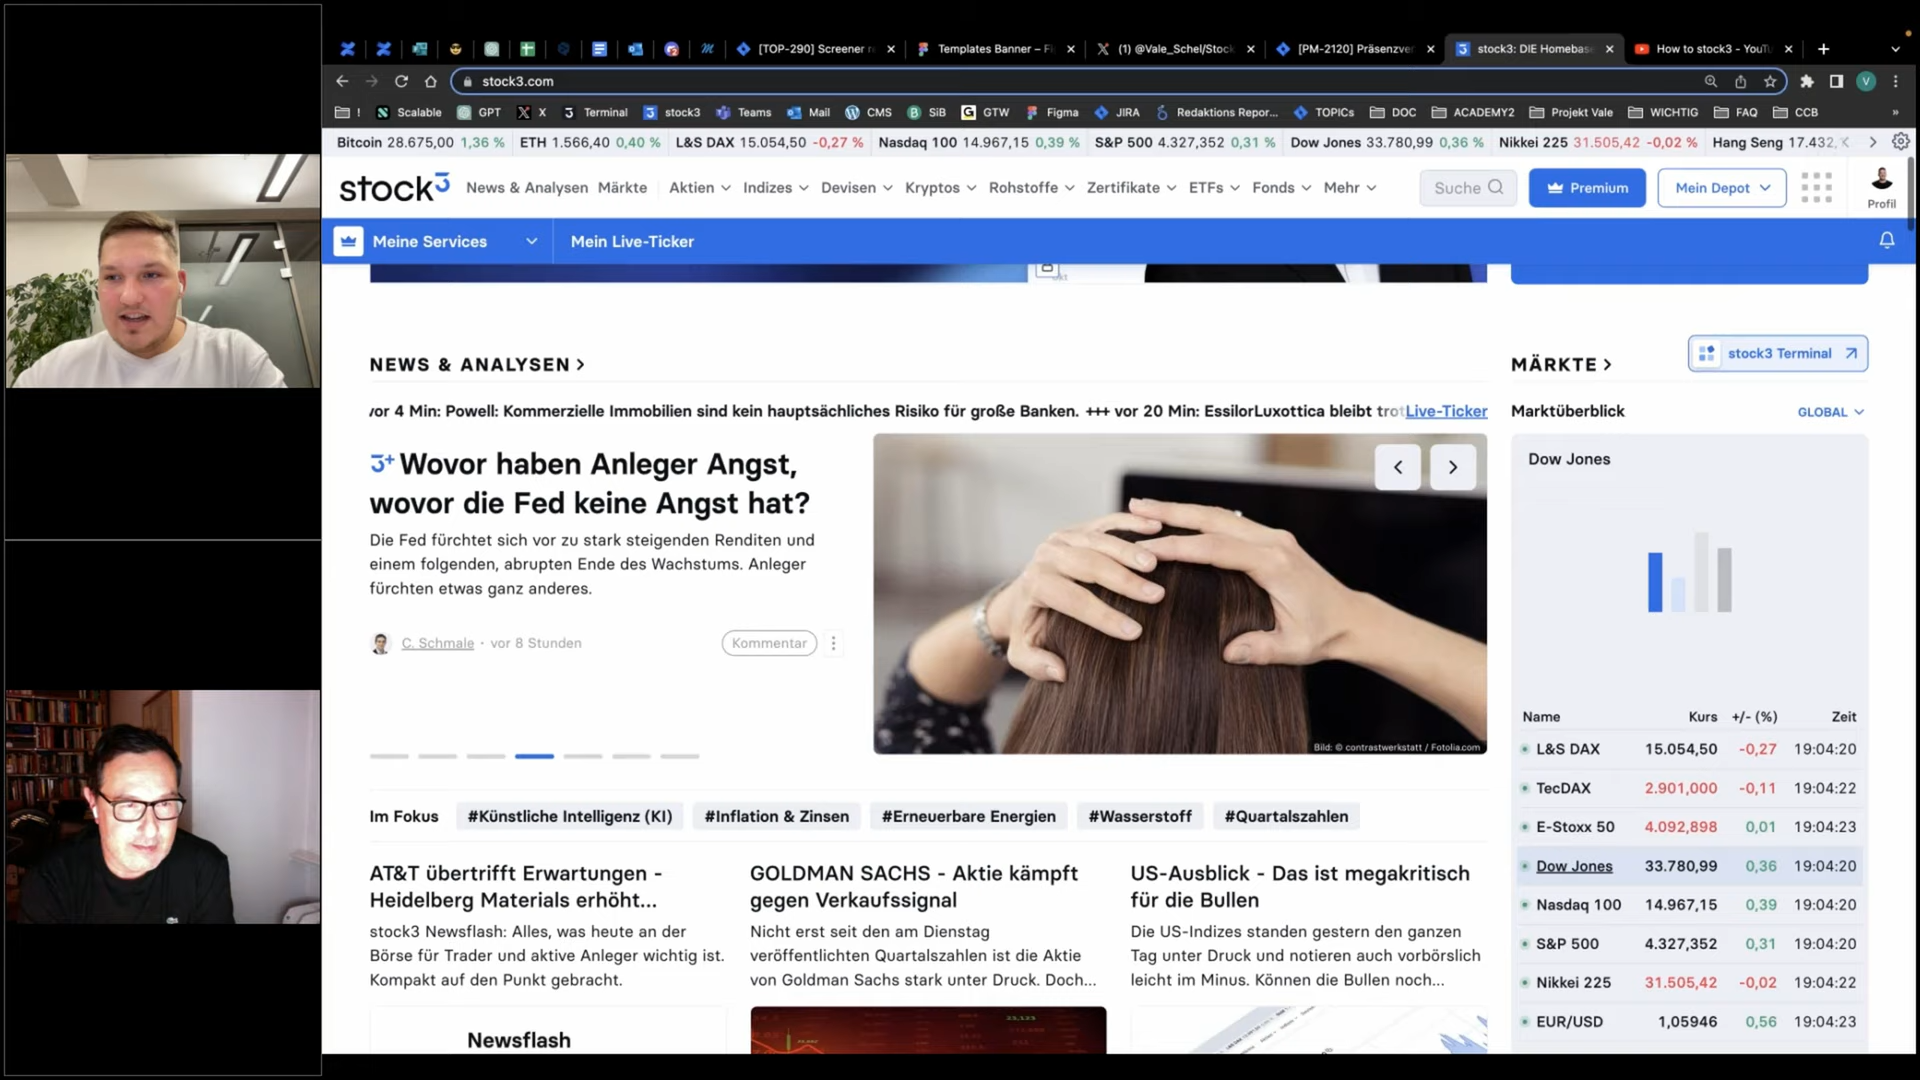 [TOP-290] Screener
Templates Banner – Fi
(1) @Vale_Schel/Stock
[PM-2120] Präsenzver
stock3: DIE Homebase
How to stock3 - YouTu
stock3.com
V
!
Scalable
GPT
X
Terminal
stock3
Teams
Mail
CMS
SiB
GTW
Figma
JIRA
Redaktions Repor...
TOPICs
DOC
ACADEMY2
Projekt Vale
WICHTIG
FAQ
CCB
»
Bitcoin 28.675,00 1,36 %
ETH 1.566,40 0,40 %
L&S DAX 15.054,50 -0,27 %
Nasdaq 100 14.967,15 0,39 %
S&P 500 4.327,352 0,31 %
Dow Jones 33.780,99 0,36 %
Nikkei 225 31.505,42 -0,02 %
Hang Seng 17.432,
stock3
News & Analysen
Märkte
Aktien
Indizes
Devisen
Kryptos
Rohstoffe
Zertifikate
ETFs
Fonds
Mehr
Suche
Premium
Mein Depot
Profil
Meine Services
Mein Live-Ticker
NEWS & ANALYSEN
MÄRKTE
stock3 Terminal
vor 4 Min: Powell: Kommerzielle Immobilien sind kein hauptsächliches Risiko für große Banken. +++ vor 20 Min: EssilorLuxottica bleibt trot
Live-Ticker
Marktüberblick
GLOBAL
3+ Wovor haben Anleger Angst,
wovor die Fed keine Angst hat?
Die Fed fürchtet sich vor zu stark steigenden Renditen und
einem folgenden, abrupten Ende des Wachstums. Anleger
fürchten etwas ganz anderes.
C. Schmale · vor 8 Stunden
Kommentar
Bild: © contrastwerkstatt / Fotolia.com
Dow Jones
Name Kurs +/- (%) Zeit
L&S DAX 15.054,50 -0,27 19:04:20
TecDAX 2.901,000 -0,11 19:04:22
E-Stoxx 50 4.092,898 0,01 19:04:23
Dow Jones 33.780,99 0,36 19:04:20
Nasdaq 100 14.967,15 0,39 19:04:20
S&P 500 4.327,352 0,31 19:04:20
Nikkei 225 31.505,42 -0,02 19:04:22
EUR/USD 1,05946 0,56 19:04:23
Im Fokus
#Künstliche Intelligenz (KI)
#Inflation & Zinsen
#Erneuerbare Energien
#Wasserstoff
#Quartalszahlen
AT&T übertrifft Erwartungen -
Heidelberg Materials erhöht...
stock3 Newsflash: Alles, was heute an der
Börse für Trader und aktive Anleger wichtig ist.
Kompakt auf den Punkt gebracht.
Newsflash
GOLDMAN SACHS - Aktie kämpft
gegen Verkaufssignal
Nicht erst seit den am Dienstag
veröffentlichten Quartalszahlen ist die Aktie
von Goldman Sachs stark unter Druck. Doch...
US-Ausblick - Das ist megakritisch
für die Bullen
Die US-Indizes standen gestern den ganzen
Tag unter Druck und notieren auch vorbörslich
leicht im Minus. Können die Bullen noch...